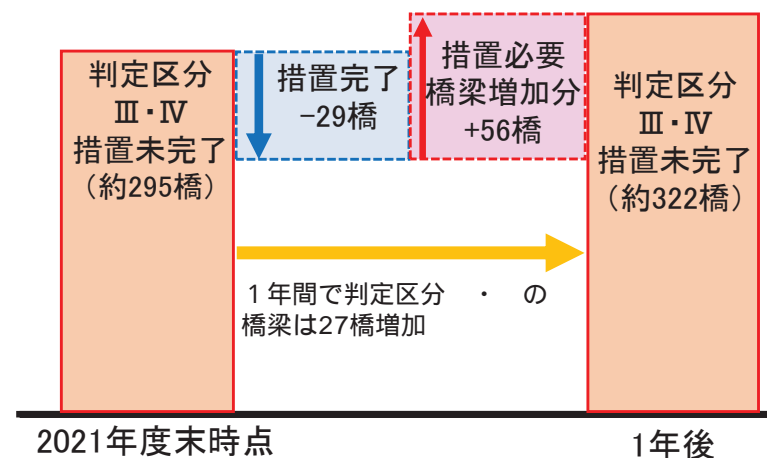 判定区分
Ⅲ・Ⅳ
措置未完了
（約295橋）
措置完了
-29橋
措置必要
橋梁増加分
+56橋
判定区分
Ⅲ・Ⅳ
措置未完了
（約322橋）
１年間で判定区分　・　の
橋梁は27橋増加
2021年度末時点
1年後